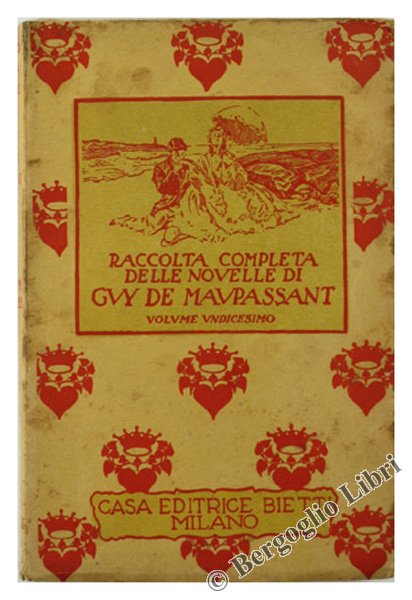 RACCOLTA COMPLETA
DELLE NOVELLE DI
GVY DE MAVPASSANT
VOLVME VNDICESIMO
CASA EDITRICE BIETTI
MILANO
© Bergoglio Libri